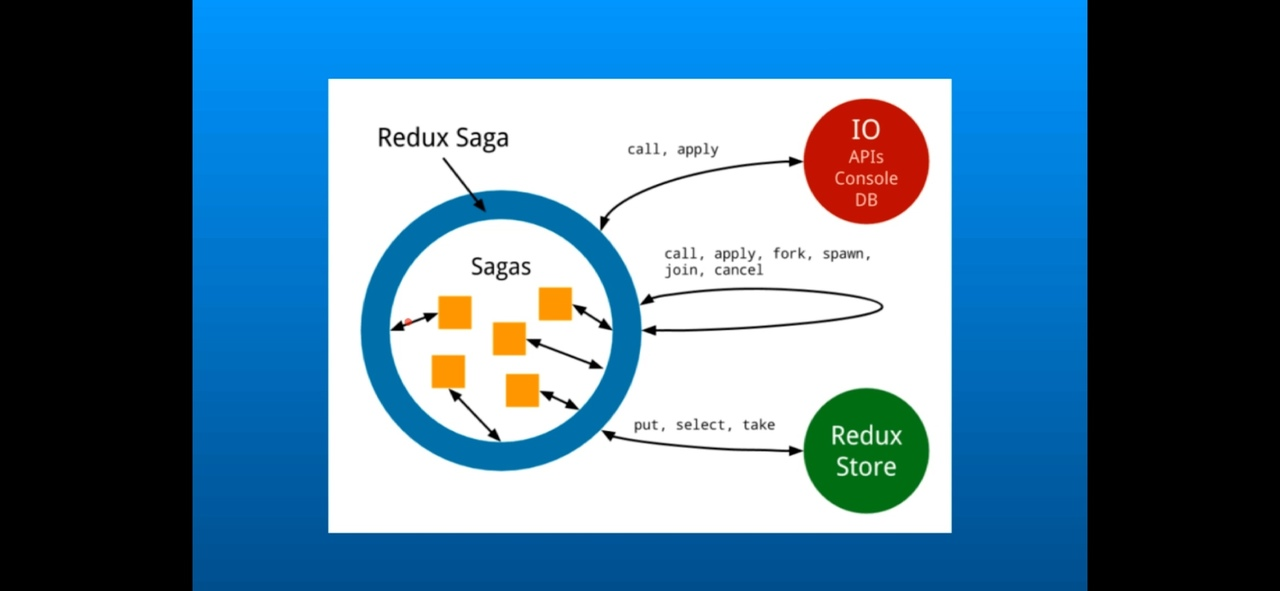 Redux Saga
call, apply
IO
APIs
Console
DB
call, apply, fork, spawn,
join, cancel
Sagas
put, select, take
Redux
Store